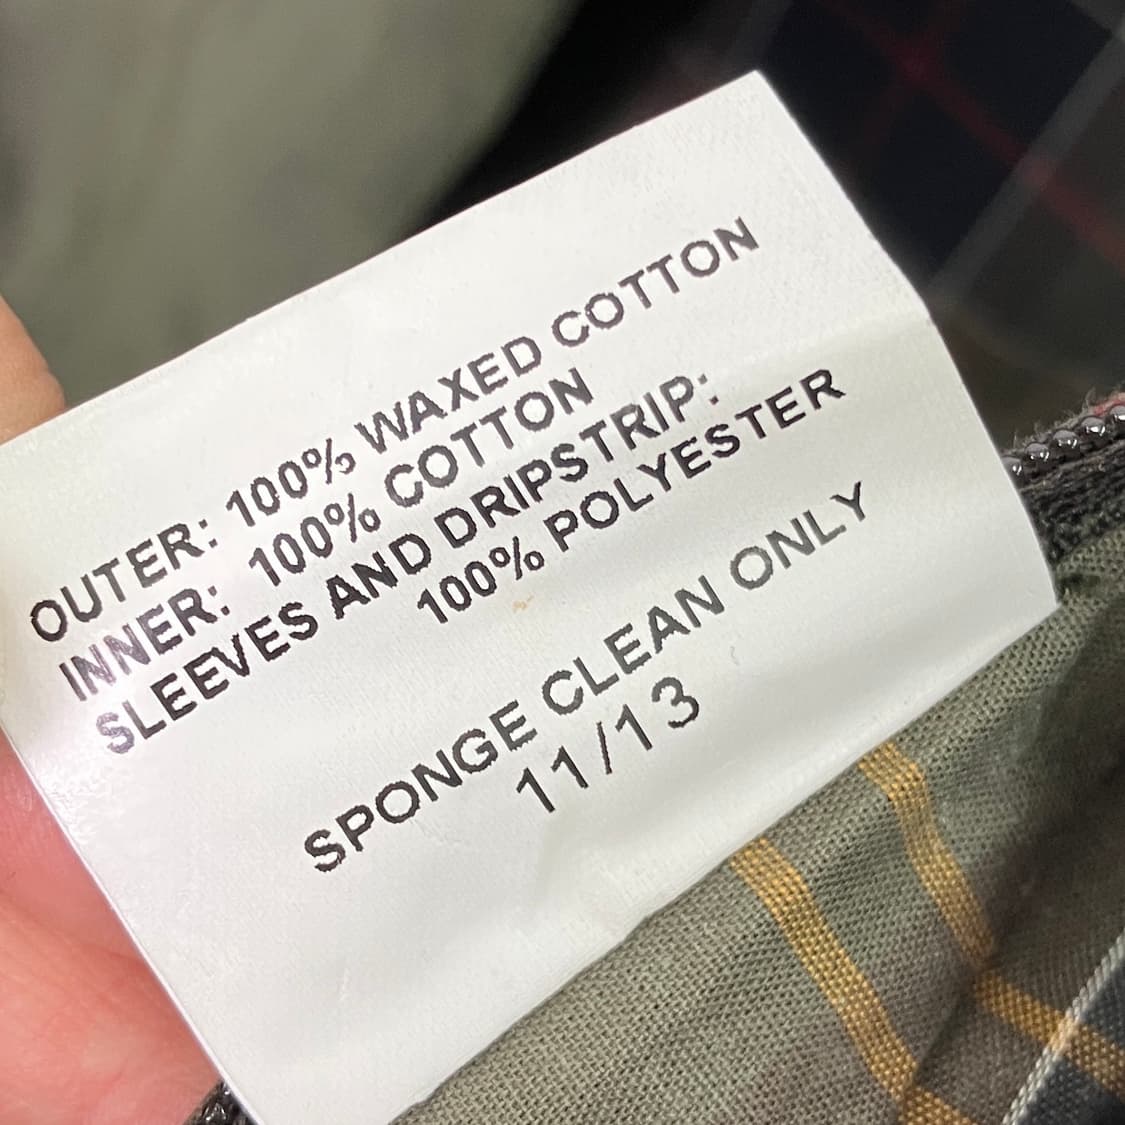 OUTER: 100% WAXED COTTON
INNER: 100% COTTON
SLEEVES AND DRIPSTRIP:
100% POLYESTER
SPONGE CLEAN ONLY
11/13